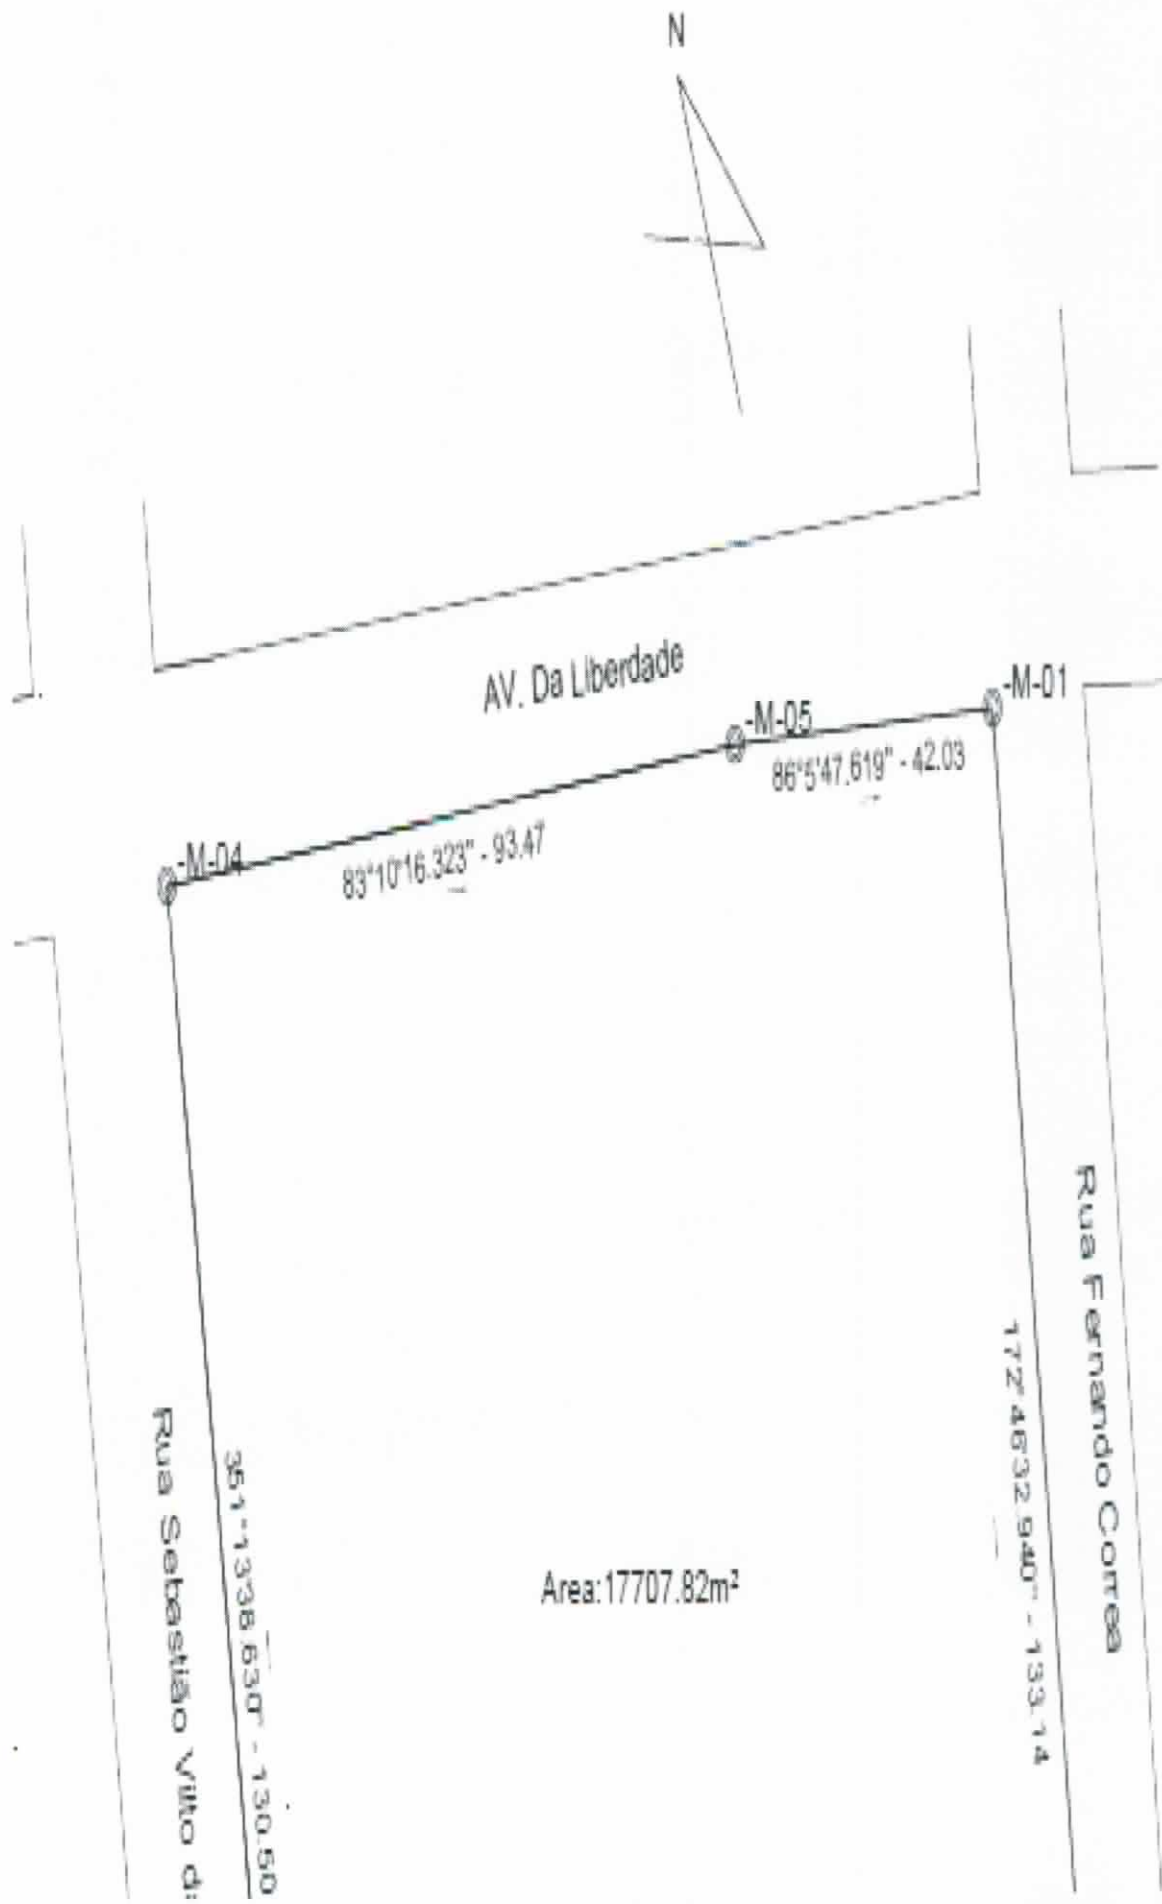 N
AV. Da Liberdade
-M-01
-M-05
86°5'47.619" - 42.03
-M-04
83°10'16.323" - 93.47
Rua Fernando Correa
172°46'32.940" - 133.14
Rua Sebastião Vilto
351°13'38.630" - 130.50
Area:17707.82m²